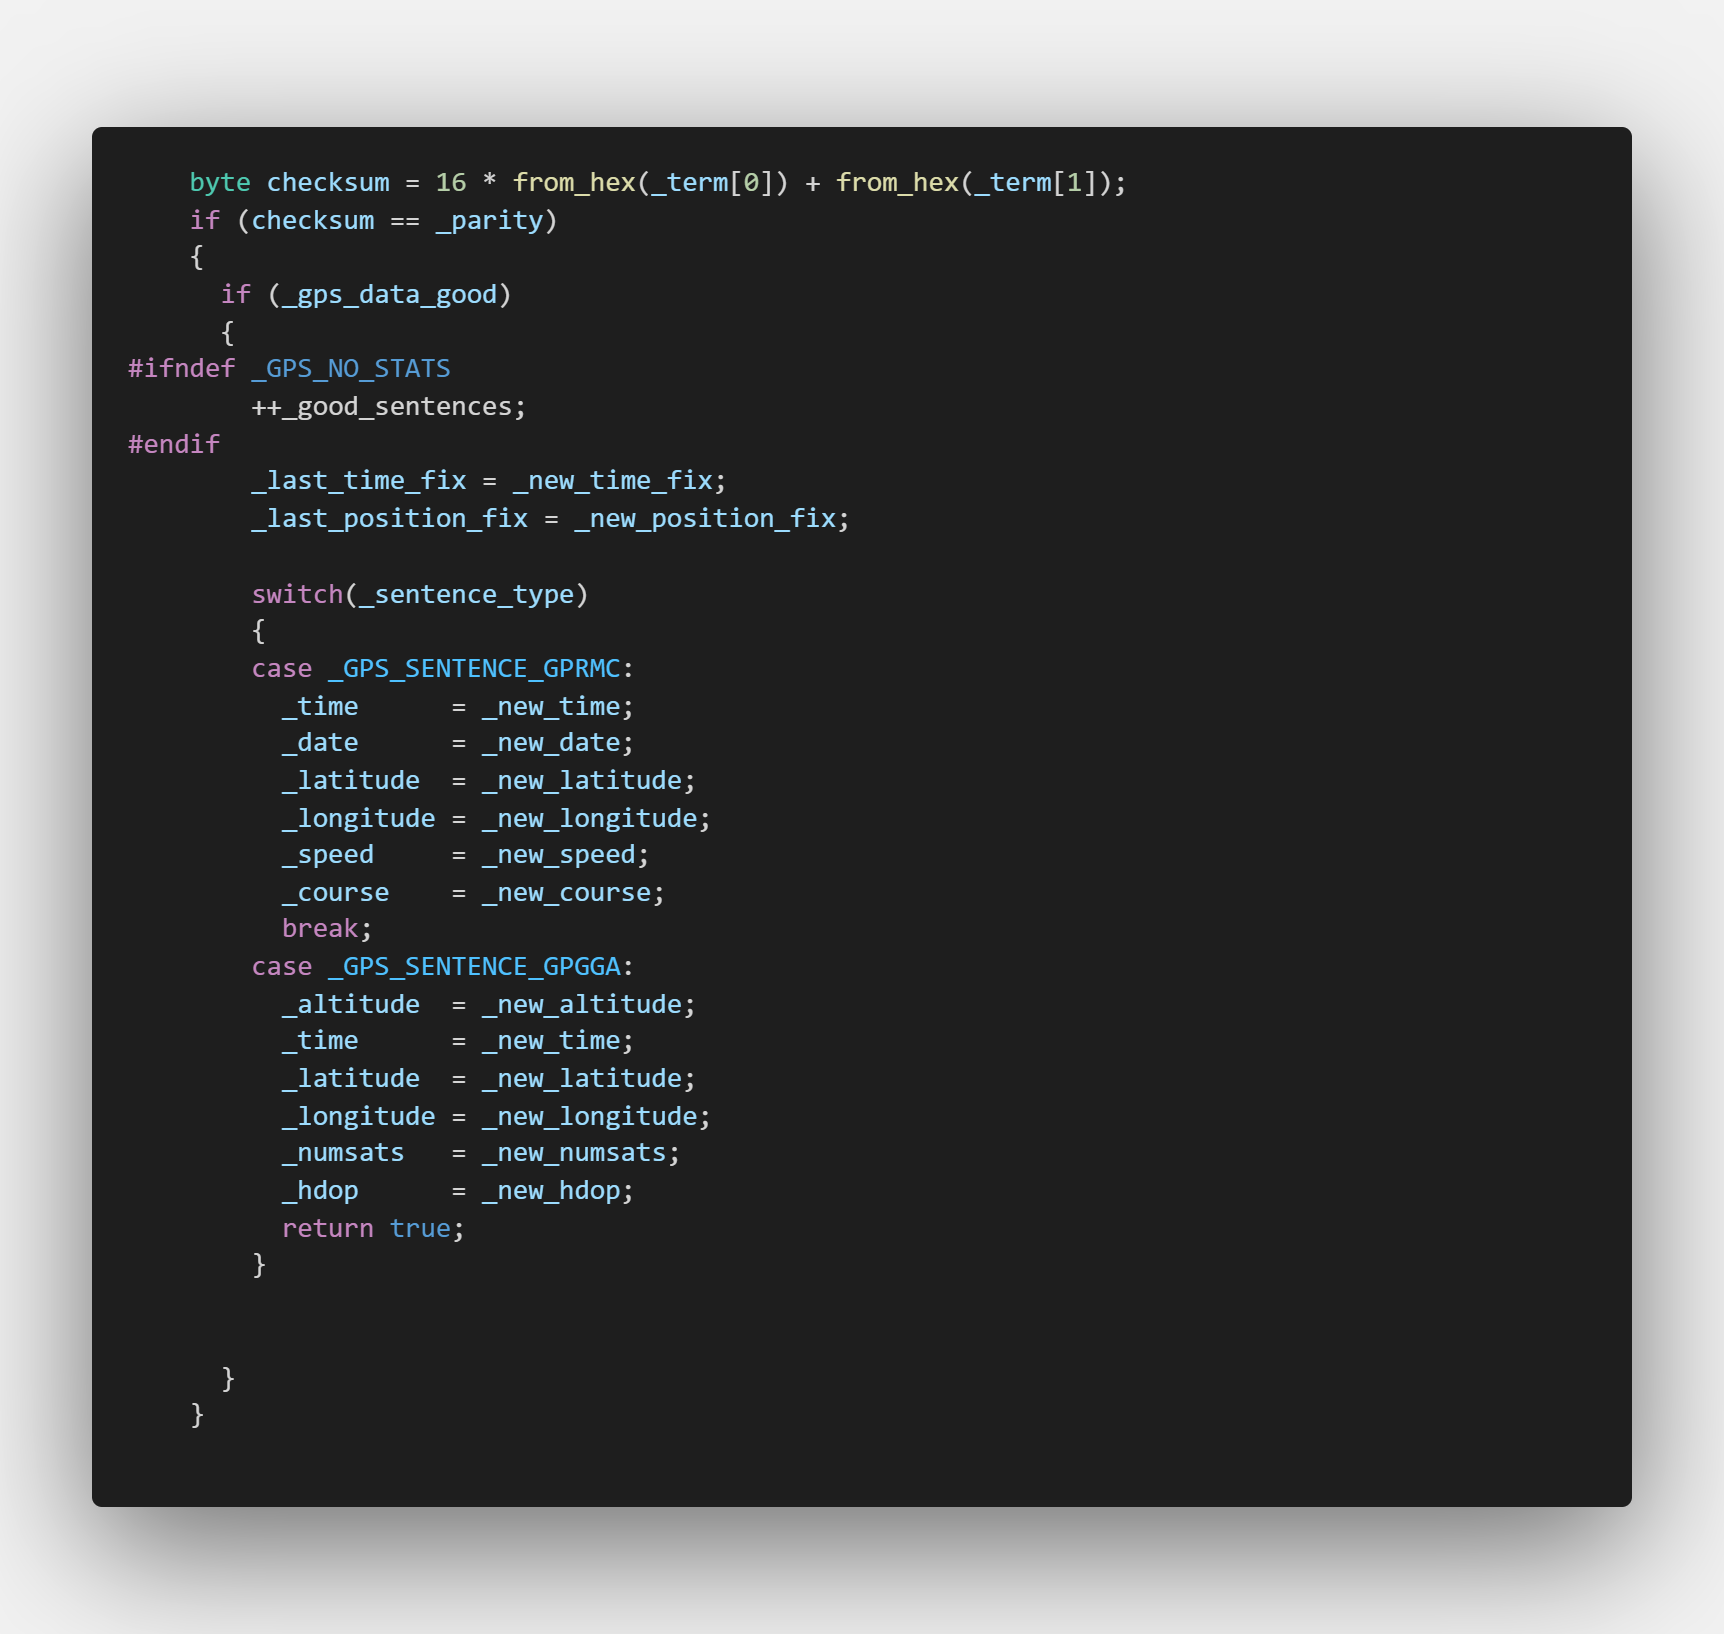 byte checksum = 16 * from_hex(_term[0]) + from_hex(_term[1]);
    if (checksum == _parity)
    {
      if (_gps_data_good)
      {
#ifndef _GPS_NO_STATS
        ++_good_sentences;
#endif
        _last_time_fix = _new_time_fix;
        _last_position_fix = _new_position_fix;

        switch(_sentence_type)
        {
        case _GPS_SENTENCE_GPRMC:
          _time      = _new_time;
          _date      = _new_date;
          _latitude  = _new_latitude;
          _longitude = _new_longitude;
          _speed     = _new_speed;
          _course    = _new_course;
          break;
        case _GPS_SENTENCE_GPGGA:
          _altitude  = _new_altitude;
          _time      = _new_time;
          _latitude  = _new_latitude;
          _longitude = _new_longitude;
          _numsats   = _new_numsats;
          _hdop      = _new_hdop;
          return true;
        }

      }
    }